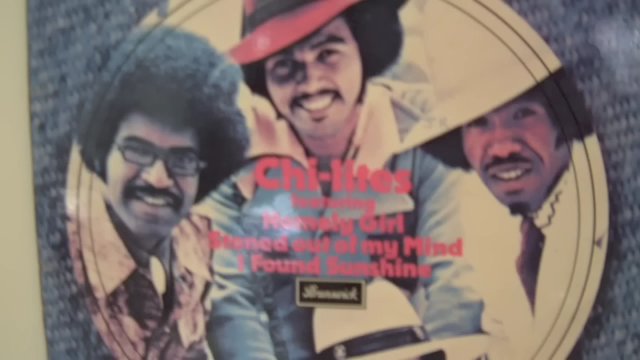 Chi-lites
featuring
Homely Girl
Stoned out of my Mind
I Found Sunshine
Brunswick